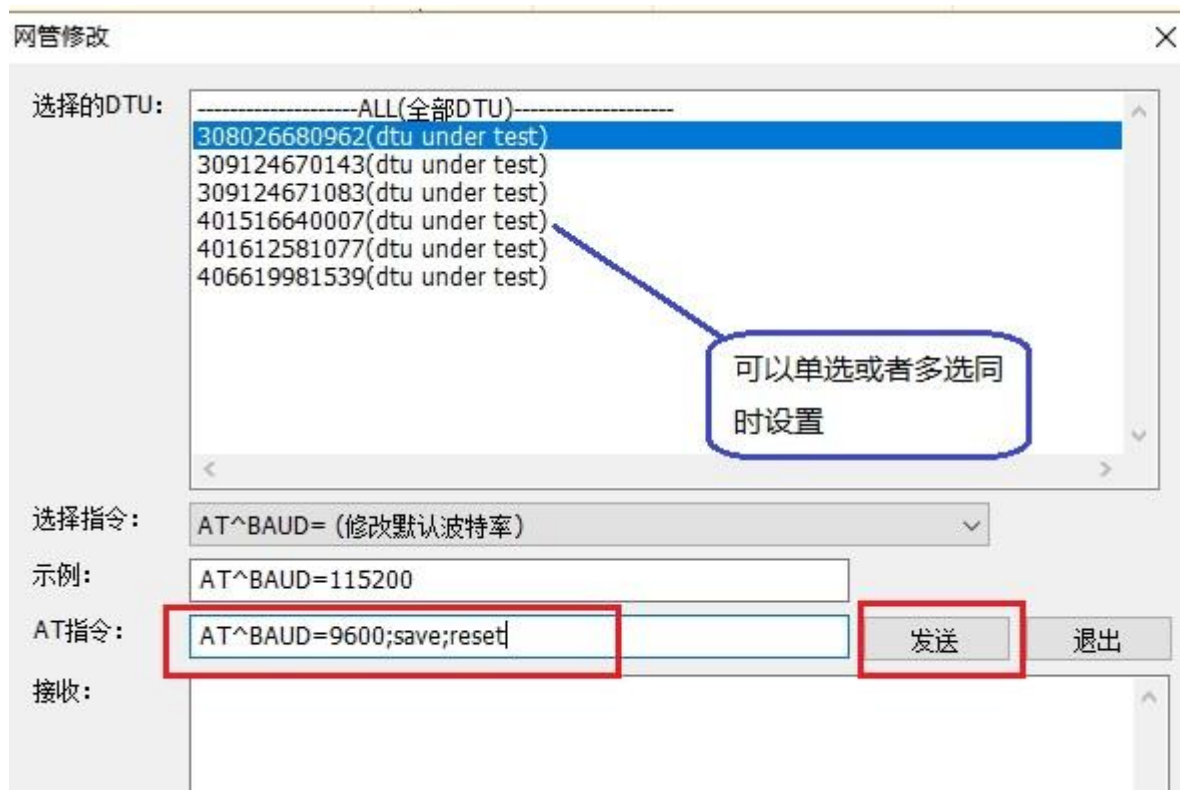 网管修改
选择的DTU:
---------------------ALL(全部DTU)---------------------
308026680962(dtu under test)
309124670143(dtu under test)
309124671083(dtu under test)
401516640007(dtu under test)
401612581077(dtu under test)
406619981539(dtu under test)
可以单选或者多选同
时设置
选择指令: AT^BAUD= (修改默认波特率)
示例: AT^BAUD=115200
AT指令: AT^BAUD=9600;save;reset 发送 退出
接收: